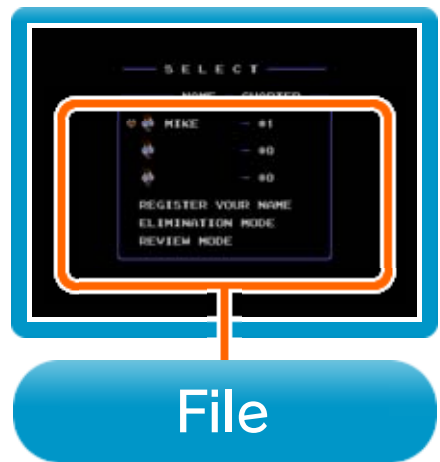 SELECT
NAME CHAPTER
MIKE - #1
- #0
- #0
REGISTER YOUR NAME
ELIMINATION MODE
REVIEW MODE
File